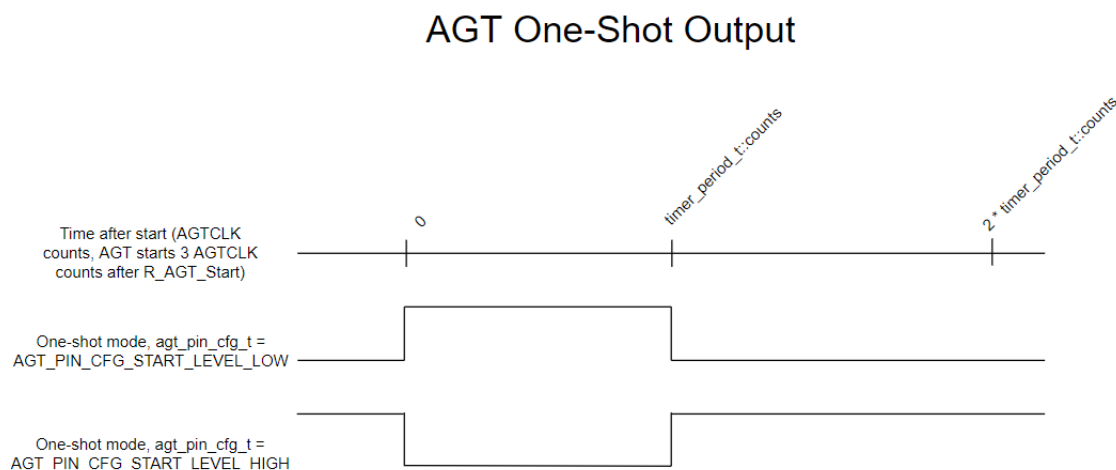 AGT One-Shot Output
0
timer_period_t::counts
2 * timer_period_t::counts
Time after start (AGTCLK
counts, AGT starts 3 AGTCLK
counts after R_AGT_Start)
One-shot mode, agt_pin_cfg_t =
AGT_PIN_CFG_START_LEVEL_LOW
One-shot mode, agt_pin_cfg_t =
AGT_PIN_CFG_START_LEVEL_HIGH